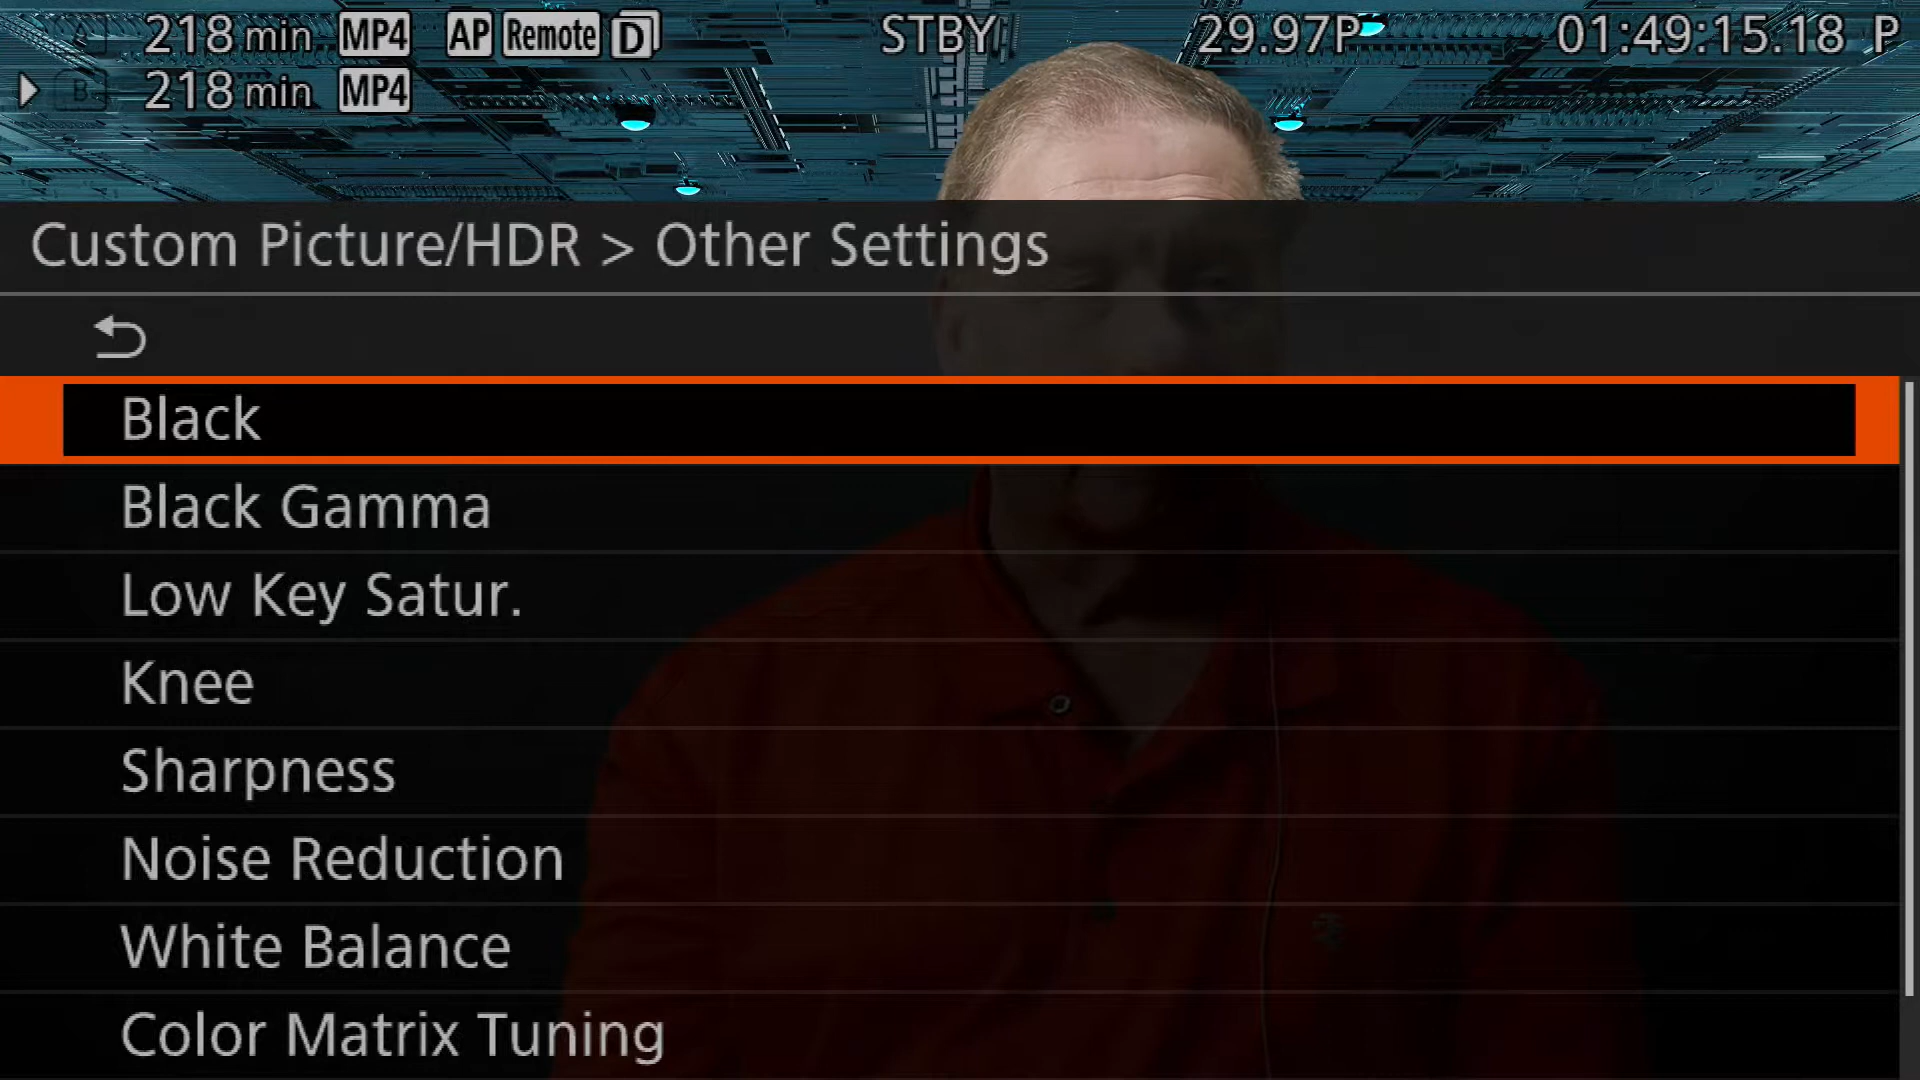 A 218 min MP4 AP Remote D STBY 29.97P 01:49:15.18 P
B 218 min MP4
Custom Picture/HDR > Other Settings
Black
Black Gamma
Low Key Satur.
Knee
Sharpness
Noise Reduction
White Balance
Color Matrix Tuning